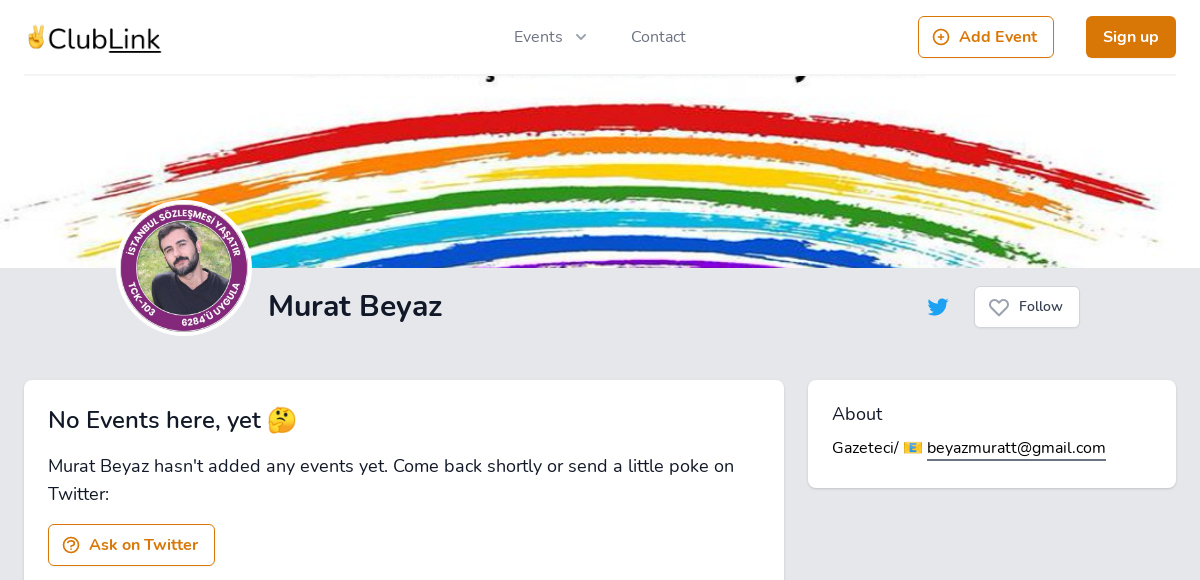 ✌️ClubLink
Events
Contact
Add Event
Sign up
İSTANBUL SÖZLEŞMESİ YAŞATIR
TCK-103
6284'Ü UYGULA
Murat Beyaz
Follow
No Events here, yet 🤔
Murat Beyaz hasn't added any events yet. Come back shortly or send a little poke on
Twitter:
Ask on Twitter
About
Gazeteci/ 📧 beyazmuratt@gmail.com